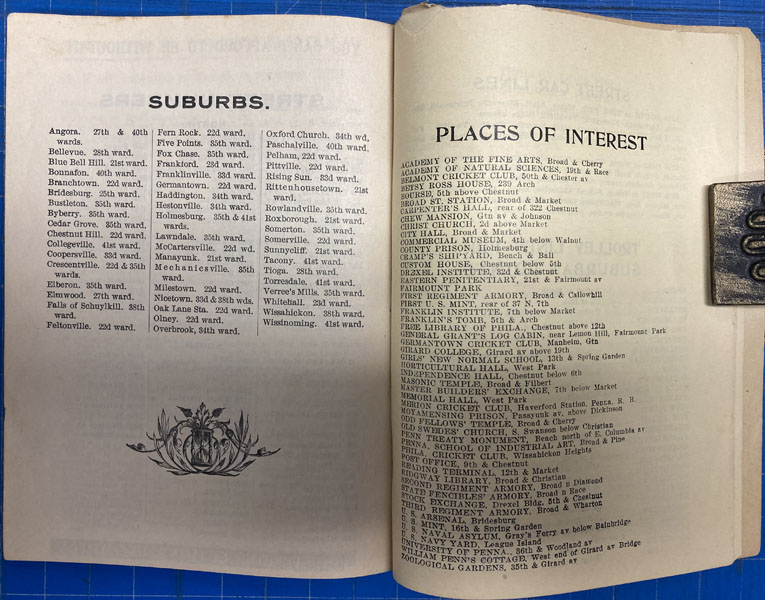 SUBURBS.
Angora. 27th & 40th
wards.
Bellevue. 28th ward.
Blue Bell Hill. 21st ward.
Bonnafon. 40th ward.
Branchtown. 22d ward.
Bridesburg. 25th ward.
Bustleton. 35th ward.
Byberry. 35th ward.
Cedar Grove. 35th ward.
Chestnut Hill. 22d ward.
Collegeville. 41st ward.
Coopersville. 33d ward.
Crescentville. 22d & 35th
wards.
Elberon. 35th ward.
Elmwood. 27th ward.
Falls of Schuylkill. 38th
ward.
Feltonville. 22d ward.
Fern Rock. 22d ward.
Five Points. 35th ward.
Fox Chase. 35th ward.
Frankford. 23d ward.
Franklinville. 33d ward.
Germantown. 22d ward.
Haddington. 34th ward.
Hestonville. 34th ward.
Holmesburg. 35th & 41st
wards.
Lawndale. 35th ward.
McCartersville. 22d wd.
Manayunk. 21st ward.
Mechanicsville. 35th
ward.
Milestown. 22d ward.
Nicetown. 33d & 38th wds.
Oak Lane Sta. 22d ward.
Olney. 22d ward.
Overbrook, 34th ward.
Oxford Church. 34th wd,
Paschalville. 40th ward.
Pelham, 22d ward.
Pittville. 22d ward.
Rising Sun. 33d ward.
Rittenhousetown. 21st
ward.
Rowlandville. 35th ward.
Roxborough. 21st ward.
Somerton. 35th ward.
Somerville. 22d ward.
Sunnycliff. 21st ward.
Tacony. 41st ward.
Tioga. 28th ward.
Torresdale. 41st ward.
Verree's Mills. 35th ward.
Whitehall. 23d ward.
Wissahickon. 38th ward.
Wissinoming. 41st ward.
PLACES OF INTEREST
ACADEMY OF THE FINE ARTS, Broad & Cherry
ACADEMY OF NATURAL SCIENCES, 19th & Race
BELMONT CRICKET CLUB, 50th & Chester av
BETSY ROSS HOUSE, 239 Arch
BOURSE, 5th above Chestnut
BROAD ST. STATION, Broad & Market
CARPENTER'S HALL, rear of 322 Chestnut
CHEW MANSION, Gtn av & Johnson
CHRIST CHURCH, 2d above Market
CITY HALL, Broad & Market
COMMERCIAL MUSEUM, 4th below Walnut
COUNTY PRISON, Holmesburg
CRAMP'S SHIPYARD, Beach & Ball
CUSTOM HOUSE, Chestnut below 5th
DREXEL INSTITUTE, 32d & Chestnut
EASTERN PENITENTIARY, 21st & Fairmount av
FAIRMOUNT PARK
FIRST REGIMENT ARMORY, Broad & Callowhill
FIRST U. S. MINT, rear of 37 N. 7th
FRANKLIN INSTITUTE, 7th below Market
FRANKLIN'S TOMB, 5th & Arch
FREE LIBRARY OF PHILA., Chestnut above 12th
GENERAL GRANT'S LOG CABIN, near Lemon Hill, Fairmount Park
GERMANTOWN CRICKET CLUB, Manheim, Gtn
GIRARD COLLEGE, Girard av above 19th
GIRLS' NEW NORMAL SCHOOL, 13th & Spring Garden
HORTICULTURAL HALL, West Park
INDEPENDENCE HALL, Chestnut below 6th
MASONIC TEMPLE, Broad & Filbert
MASTER BUILDERS' EXCHANGE, 7th below Market
MEMORIAL HALL, West Park
MERION CRICKET CLUB, Haverford Station, Penna. R. R.
MOYAMENSING PRISON, Passyunk av. above Dickinson
ODD FELLOWS' TEMPLE, Broad & Cherry
OLD SWEDES' CHURCH, S. Swanson below Christian
PENN TREATY MONUMENT, Beach north of E. Columbia av
PENNA. SCHOOL OF INDUSTRIAL ART, Broad & Pine
PHILA. CRICKET CLUB, Wissahickon Heights
POST OFFICE, 9th & Chestnut
READING TERMINAL, 12th & Market
RIDGWAY LIBRARY, Broad & Christian
SECOND REGIMENT ARMORY, Broad n Diamond
STATE FENCIBLES' ARMORY, Broad n Race
STOCK EXCHANGE, Drexel Bldg. 5th & Chestnut
THIRD REGIMENT ARMORY, Broad & Wharton
U. S. ARSENAL, Bridesburg
U. S. MINT, 16th & Spring Garden
U. S. NAVAL ASYLUM, Gray's Ferry av below Bainbridge
U. S. NAVY YARD, League Island
UNIVERSITY OF PENNA., 36th & Woodland av
WILLIAM PENN'S COTTAGE, West end of Girard av Bridge
ZOOLOGICAL GARDENS, 35th & Girard av